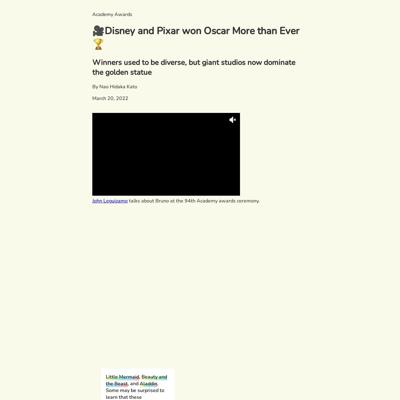 Academy Awards
🎥Disney and Pixar won Oscar More than Ever
🏆
Winners used to be diverse, but giant studios now dominate
the golden statue
By Nao Hidaka Kato
March 20, 2022
John Leguizamo talks about Bruno at the 94th Academy awards ceremony.
Little Mermaid, Beauty and
the Beast, and Aladdin.
Some may be surprised to
learn that these